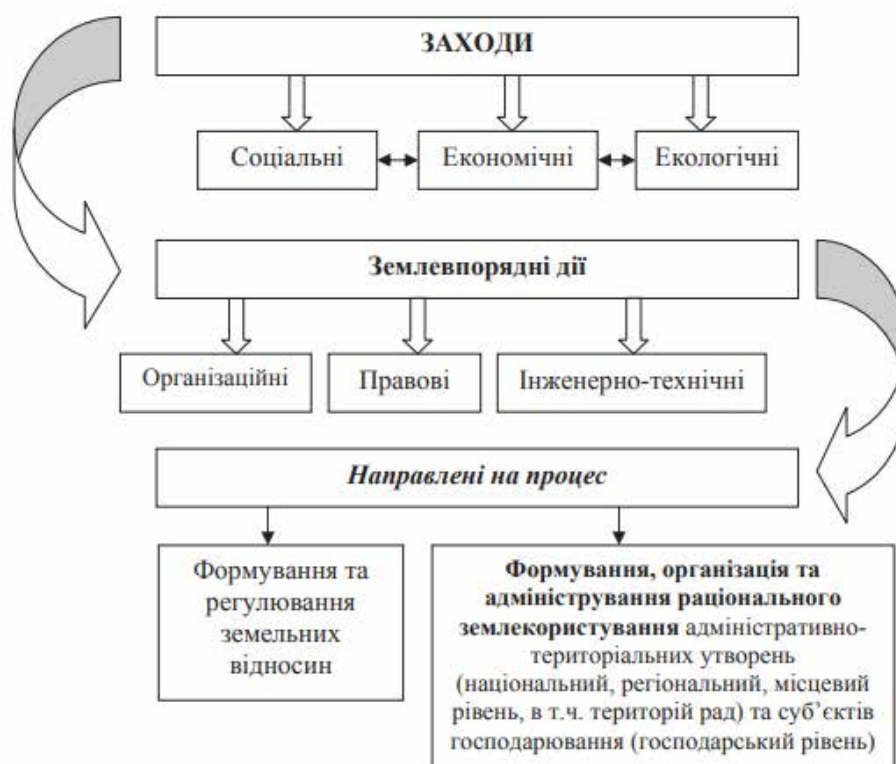 ЗАХОДИ
Соціальні
Економічні
Екологічні
Землевпорядні дії
Організаційні
Правові
Інженерно-технічні
Направлені на процес
Формування та
регулювання
земельних
відносин
Формування, організація та
адміністрування раціонального
землекористування адміністративно-
територіальних утворень
(національний, регіональний, місцевий
рівень, в т.ч. територій рад) та суб’єктів
господарювання (господарський рівень)